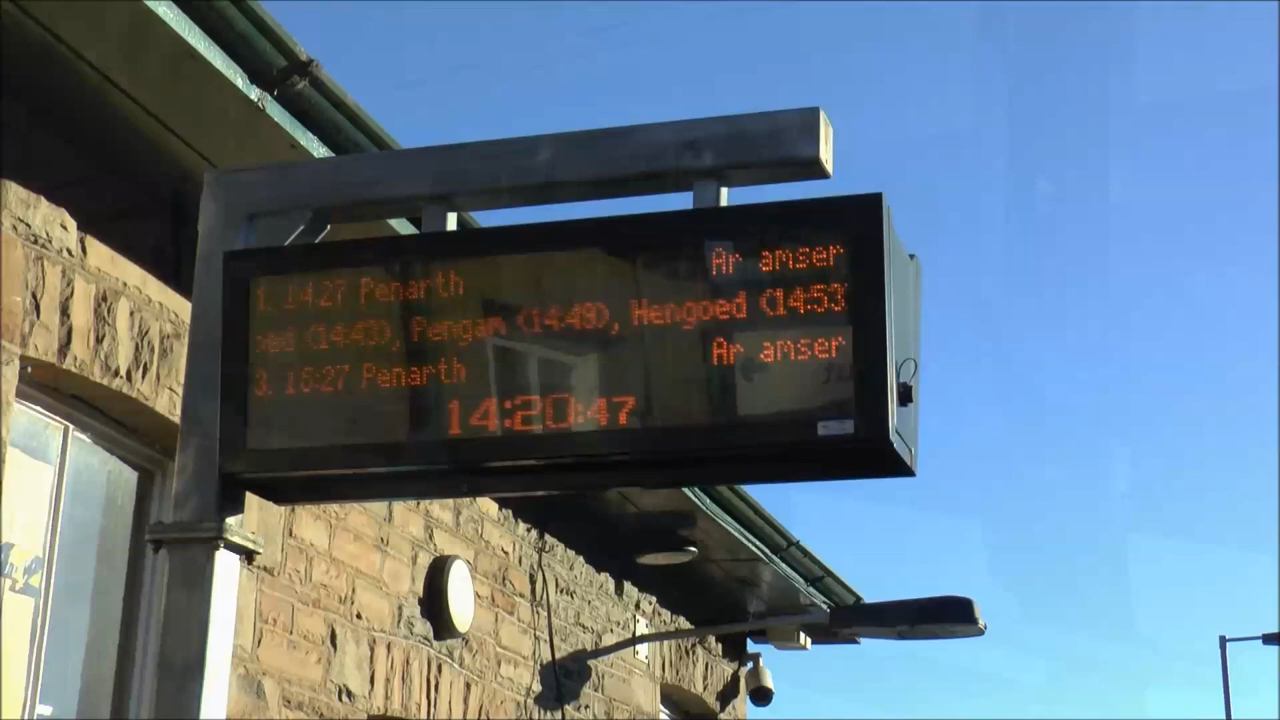 1. 14:27 Penarth Ar amser
(14:43), Pengam (14:49), Hengoed (14:53
3. 16:27 Penarth Ar amser
14:20:47